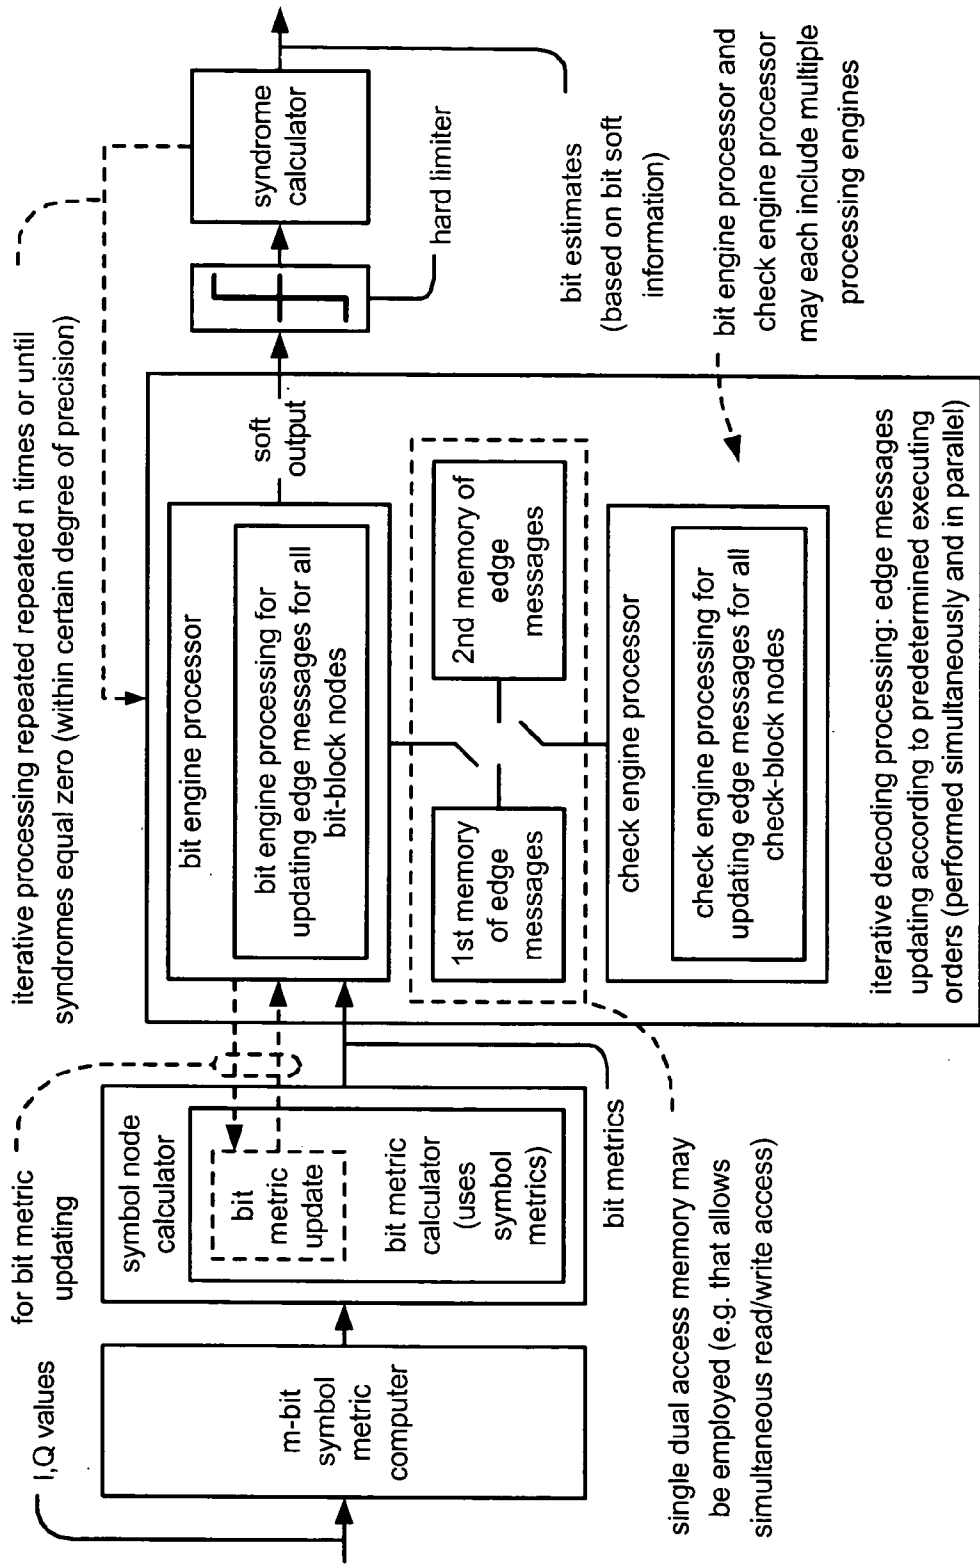 iterative processing repeated repeated n times or until
syndromes equal zero (within certain degree of precision)
for bit metric
updating
I,Q values
m-bit
symbol
metric
computer
symbol node
calculator
bit
metric
update
bit metric
calculator
(uses
symbol
metrics)
bit metrics
bit engine processor
bit engine processing for
updating edge messages for all
bit-block nodes
soft
output
syndrome
calculator
hard limiter
bit estimates
(based on bit soft
information)
1st memory
of edge
messages
2nd memory of
edge
messages
check engine processor
check engine processing for
updating edge messages for all
check-block nodes
bit engine processor and
check engine processor
may each include multiple
processing engines
single dual access memory may
be employed (e.g. that allows
simultaneous read/write access)
iterative decoding processing: edge messages
updating according to predetermined executing
orders (performed simultaneously and in parallel)